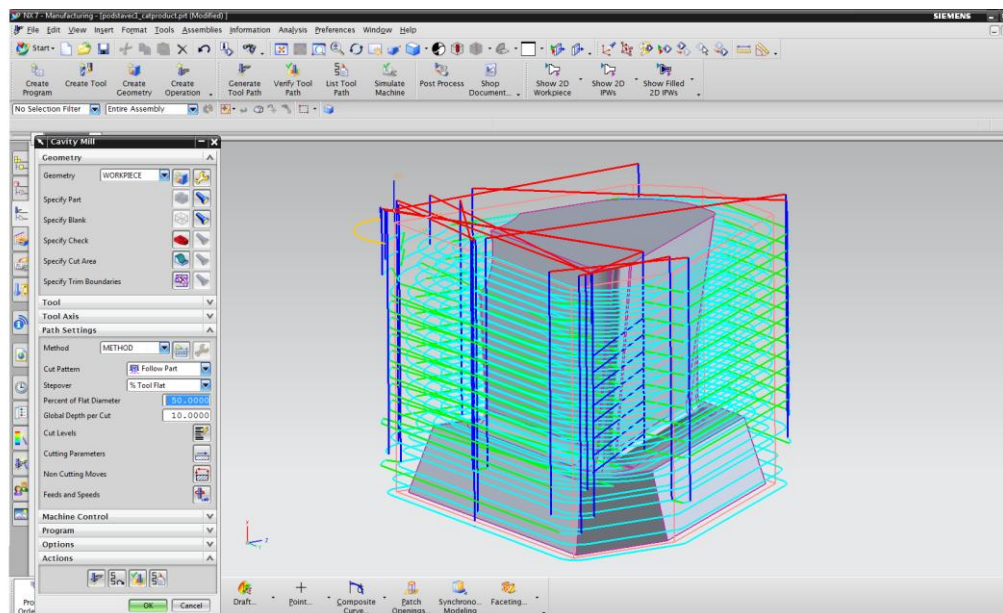 NX 7 - Manufacturing - [podstavec1_catproduct.prt (Modified) ]
SIEMENS
File Edit View Insert Format Tools Assemblies Information Analysis Preferences Window Help
Start
Create Program
Create Tool
Create Geometry
Create Operation
Generate Tool Path
Verify Tool Path
List Tool Path
Simulate Machine
Post Process
Shop Document...
Show 2D Workpiece
Show 2D IPWs
Show Filled 2D IPWs
No Selection Filter
Entire Assembly
Cavity Mill
Geometry
Geometry WORKPIECE
Specify Part
Specify Blank
Specify Check
Specify Cut Area
Specify Trim Boundaries
Tool
Tool Axis
Path Settings
Method METHOD
Cut Pattern Follow Part
Stepover % Tool Flat
Percent of Flat Diameter 50.0000
Global Depth per Cut 10.0000
Cut Levels
Cutting Parameters
Non Cutting Moves
Feeds and Speeds
Machine Control
Program
Options
Actions
OK Cancel
Draft...
Point...
Composite Curve...
Patch Openings...
Synchrono... Modeling
Faceting...